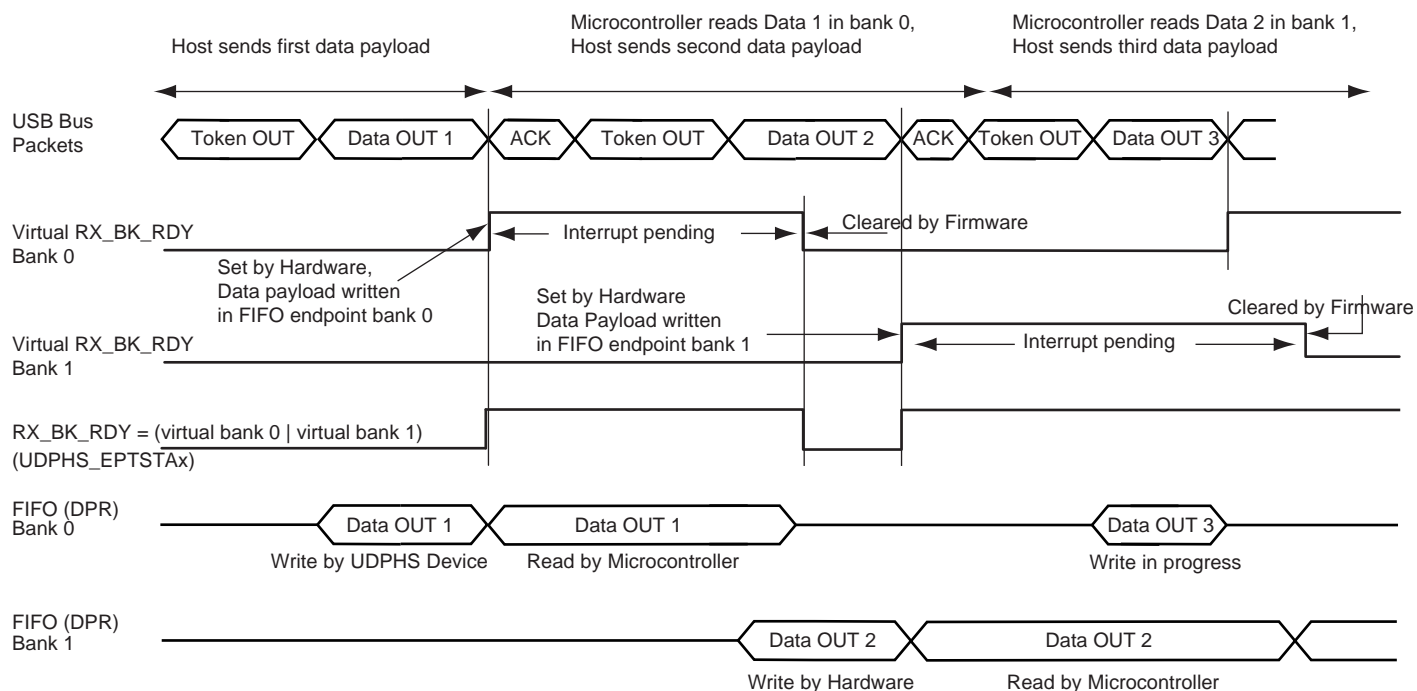 Host sends first data payload
Microcontroller reads Data 1 in bank 0,
Host sends second data payload
Microcontroller reads Data 2 in bank 1,
Host sends third data payload
USB Bus
Packets
Token OUT
Data OUT 1
ACK
Token OUT
Data OUT 2
ACK
Token OUT
Data OUT 3
Virtual RX_BK_RDY
Bank 0
Interrupt pending
Cleared by Firmware
Set by Hardware,
Data payload written
in FIFO endpoint bank 0
Set by Hardware
Data Payload written
in FIFO endpoint bank 1
Cleared by Firmware
Virtual RX_BK_RDY
Bank 1
Interrupt pending
RX_BK_RDY = (virtual bank 0 | virtual bank 1)
(UDPHS_EPTSTAx)
FIFO (DPR)
Bank 0
Data OUT 1
Data OUT 1
Data OUT 3
Write by UDPHS Device
Read by Microcontroller
Write in progress
FIFO (DPR)
Bank 1
Data OUT 2
Data OUT 2
Write by Hardware
Read by Microcontroller